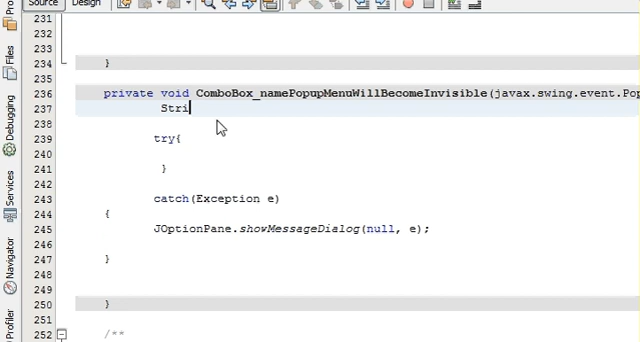 Source Design
231
232
233
234 }
235
236 private void ComboBox_namePopupMenuWillBecomeInvisible(javax.swing.event.Pop
237 Stri
238
239 try{
240
241 }
242
243 catch(Exception e)
244 {
245 JOptionPane.showMessageDialog(null, e);
246
247 }
248
249
250 }
251
252 /**
Files
Debugging
Services
Navigator
Profiler